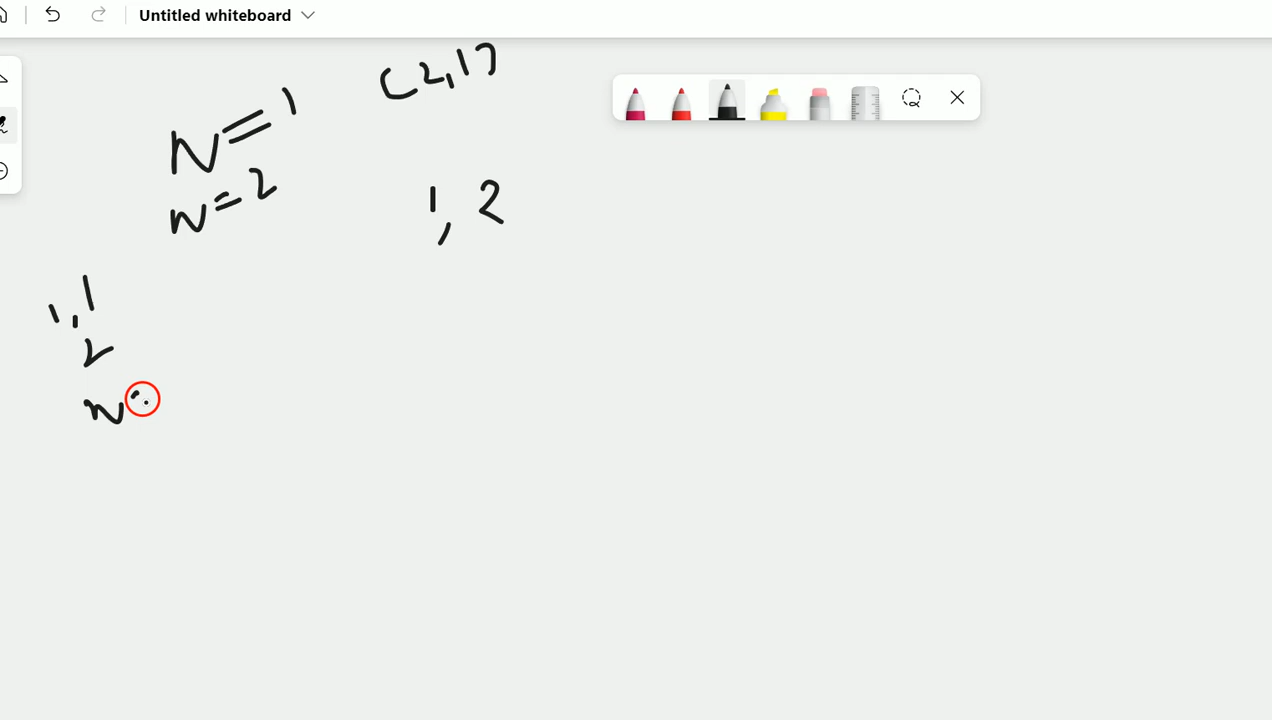 Untitled whiteboard
(2,1)
N=1
N=2
1, 2
1,1
2
N